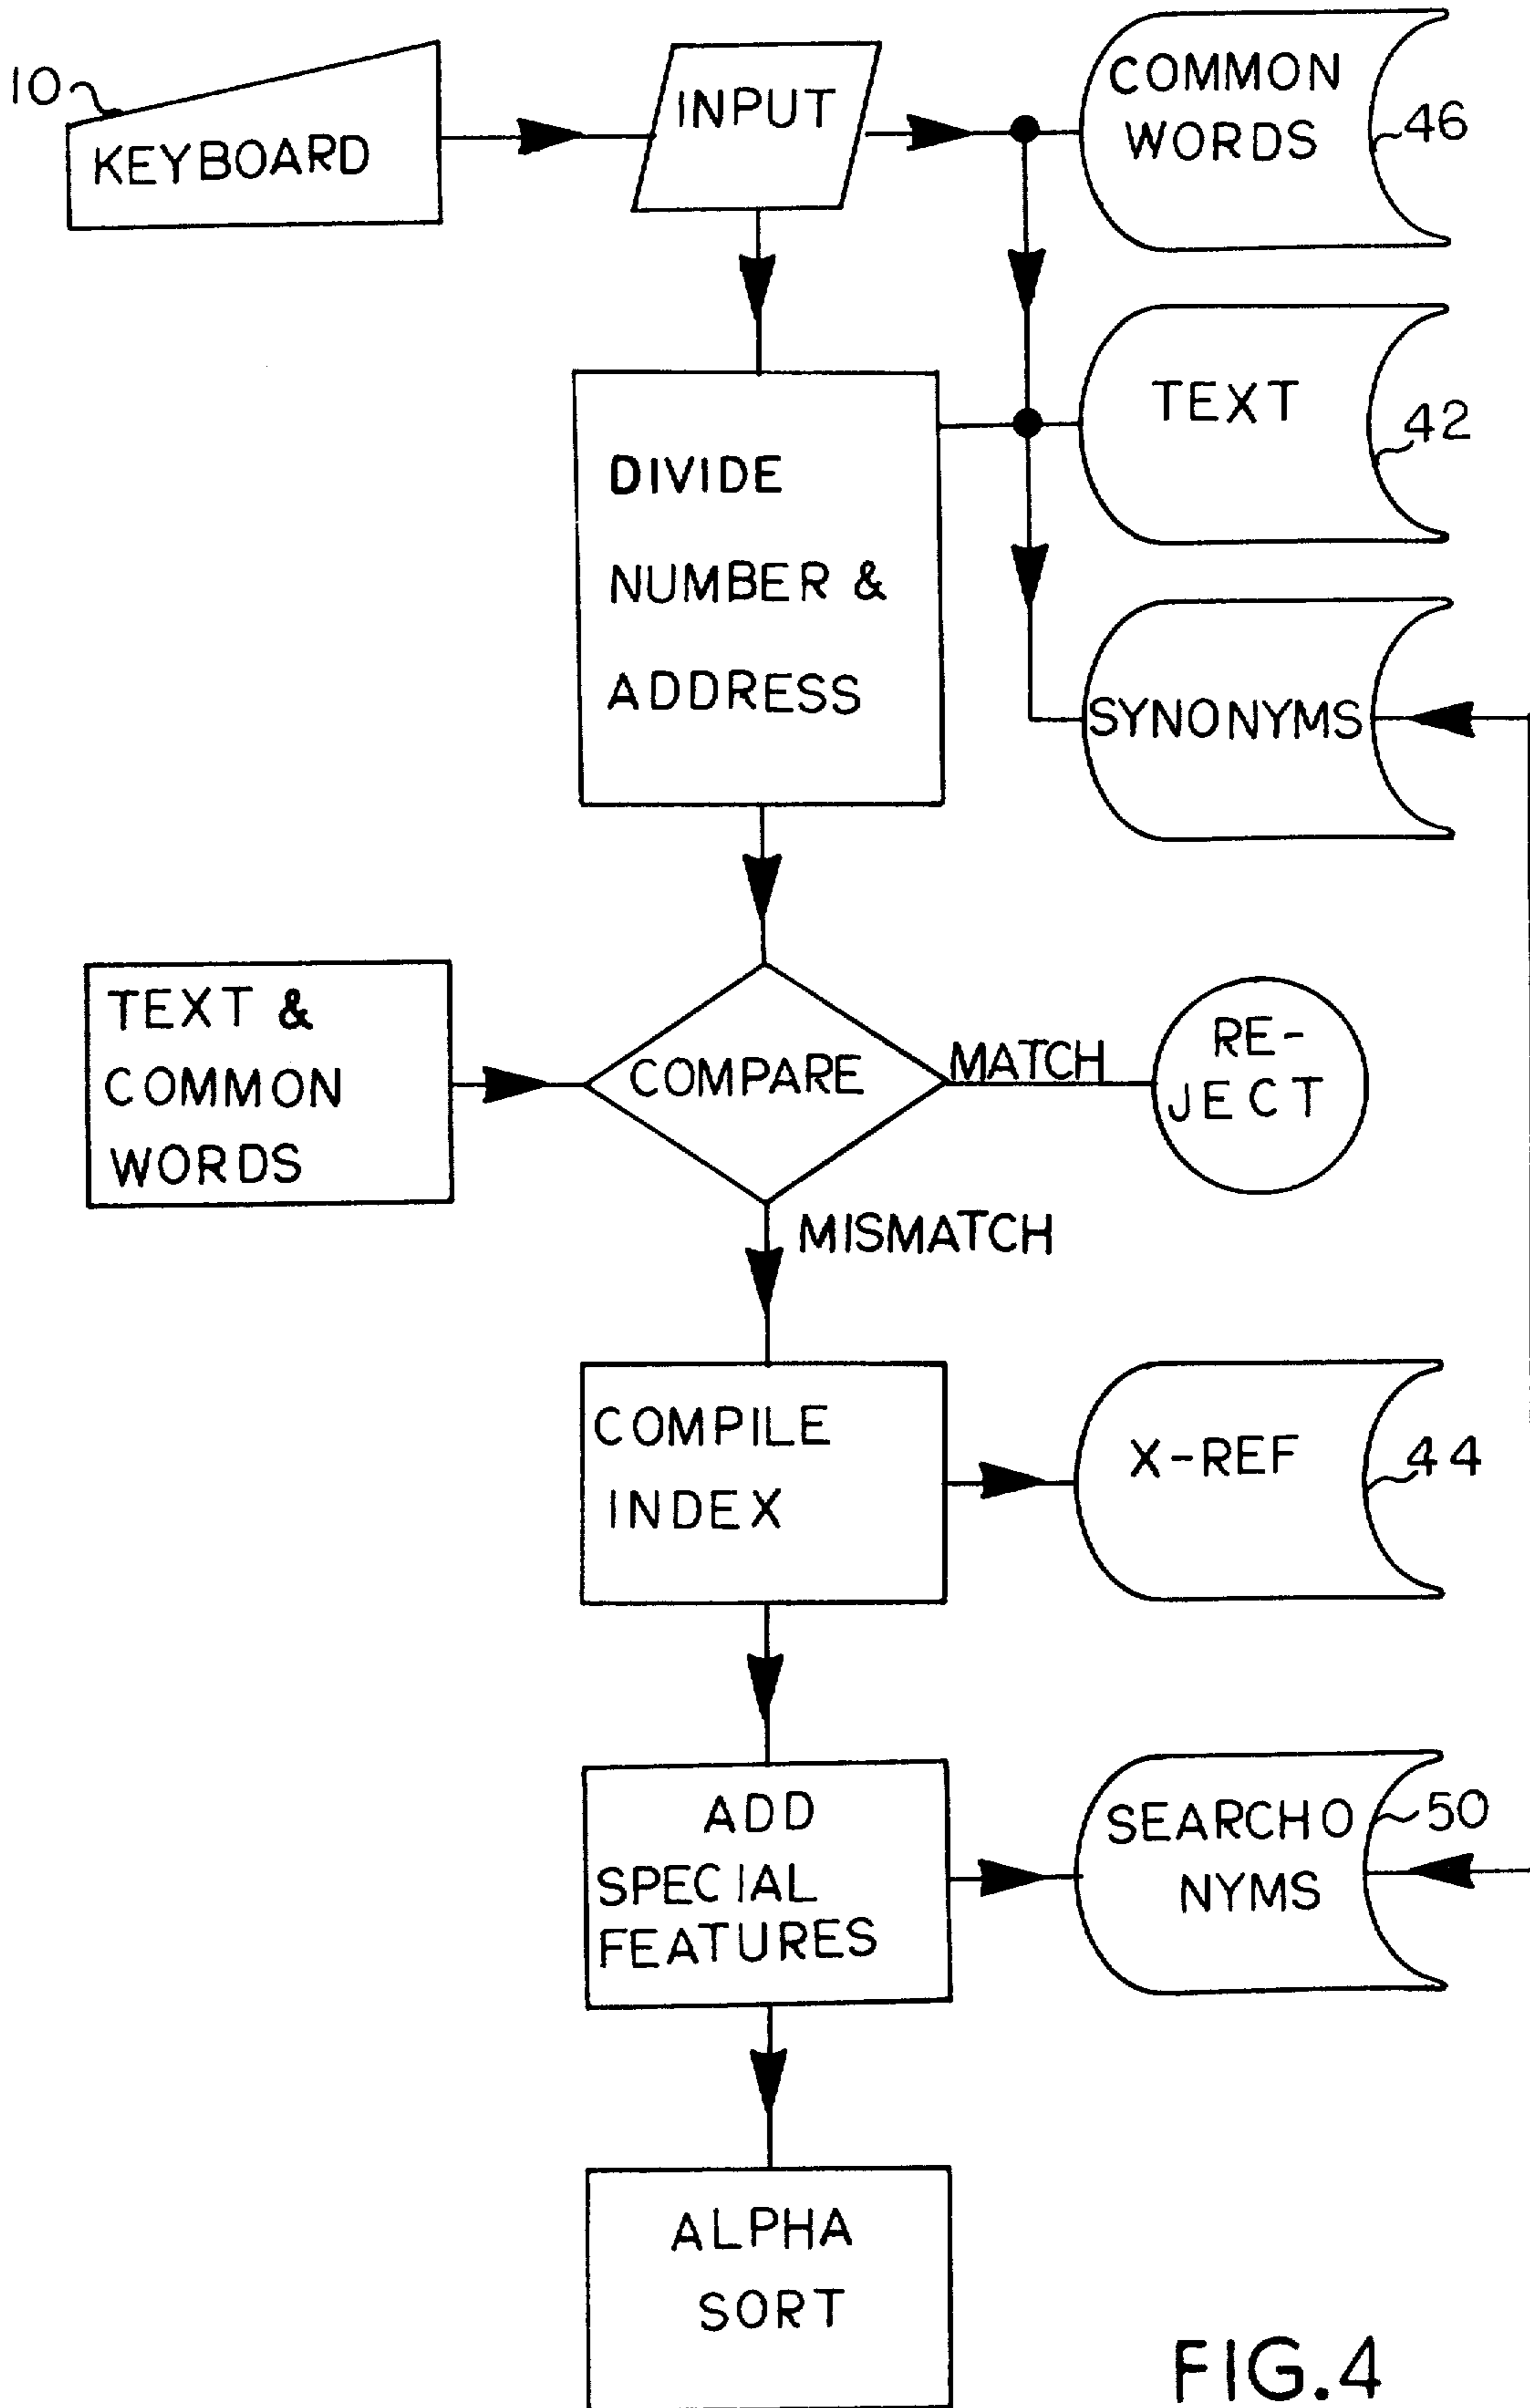 10
KEYBOARD
INPUT
COMMON
WORDS
46
TEXT
42
DIVIDE
NUMBER &
ADDRESS
SYNONYMS
TEXT &
COMMON
WORDS
COMPARE
MATCH
RE-
JECT
MISMATCH
COMPILE
INDEX
X-REF
44
ADD
SPECIAL
FEATURES
SEARCHO
NYMS
50
ALPHA
SORT
FIG.4